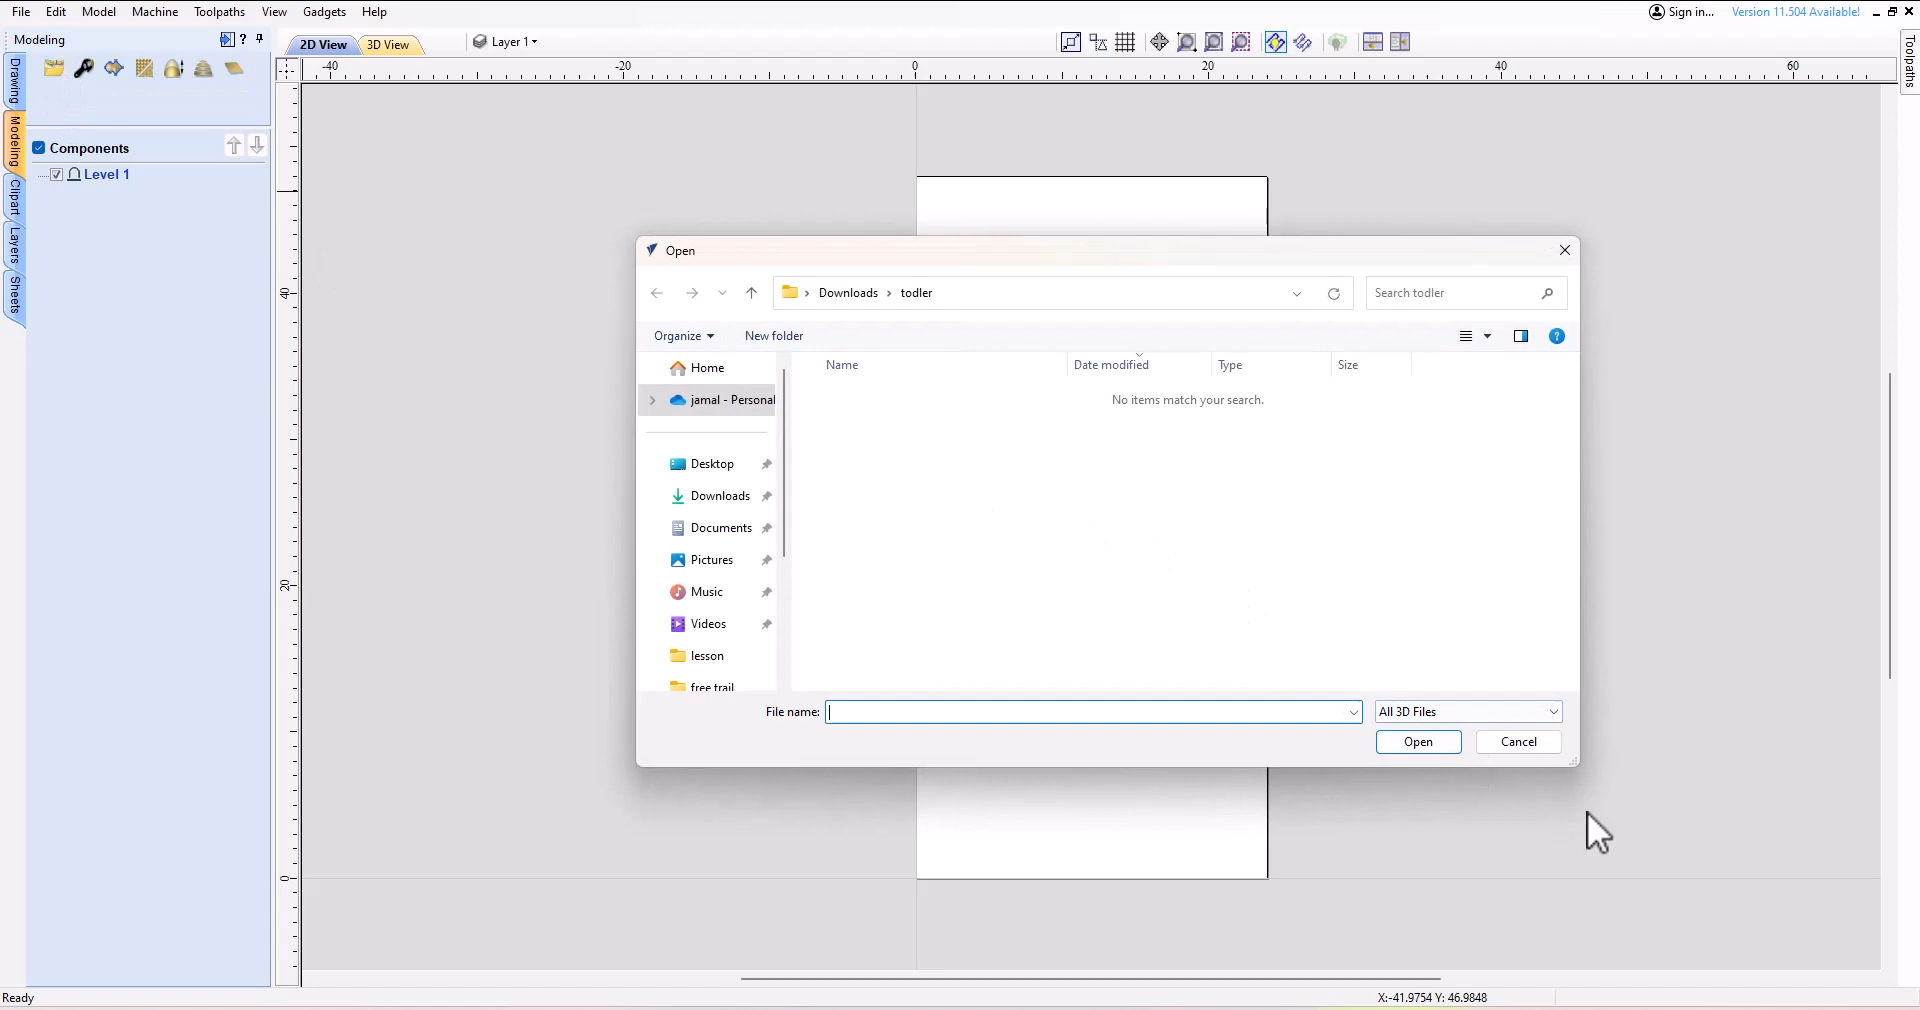 File Edit Model Machine Toolpaths View Gadgets Help
Sign in... Version 11.504 Available!
Modeling ?
2D View 3D View Layer 1
-40 -20 0 20 40 60
Toolpaths
Drawing
Modeling
Clipart
Layers
Sheets
Components
Level 1
40
20
0
Open
Downloads > todler
Search todler
Organize New folder
?
Name Date modified Type Size
No items match your search.
Home
jamal - Personal
Desktop
Downloads
Documents
Pictures
Music
Videos
lesson
free trail
File name: All 3D Files
Open Cancel
Ready X:-41.9754 Y: 46.9848